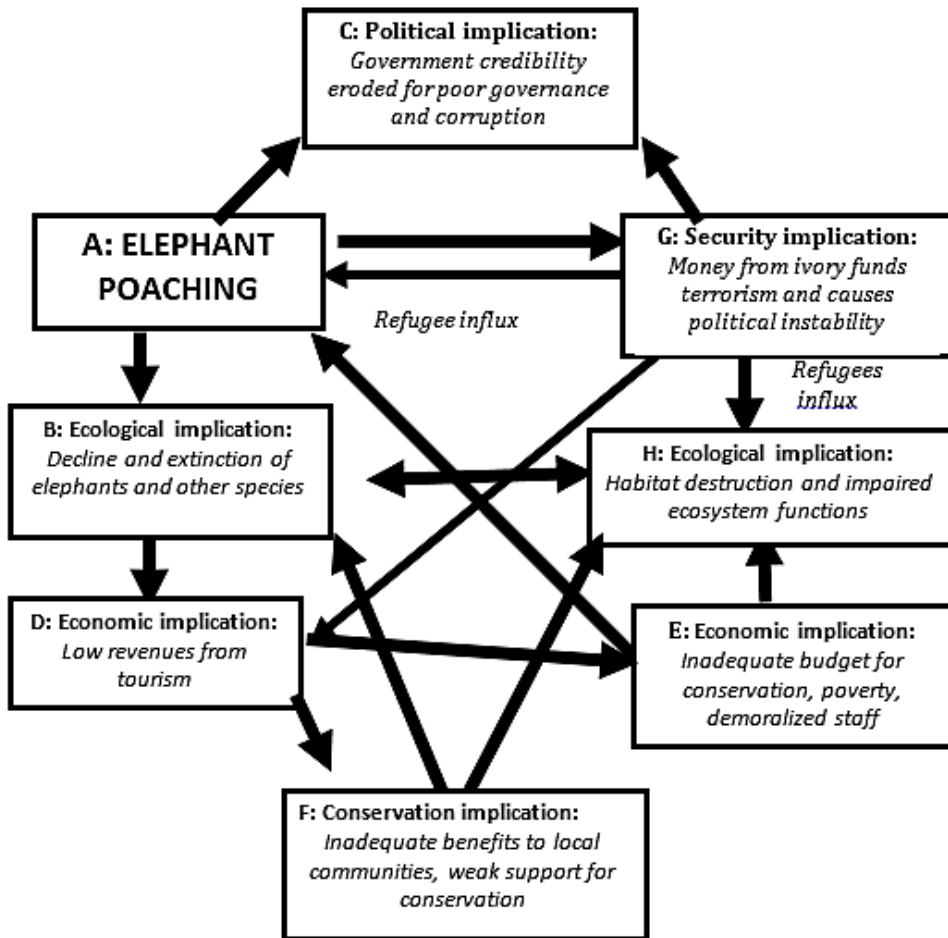 C: Political implication:
Government credibility
eroded for poor governance
and corruption
A: ELEPHANT
POACHING
G: Security implication:
Money from ivory funds
terrorism and causes
political instability
Refugee influx
Refugees
influx
B: Ecological implication:
Decline and extinction of
elephants and other species
H: Ecological implication:
Habitat destruction and impaired
ecosystem functions
D: Economic implication:
Low revenues from
tourism
E: Economic implication:
Inadequate budget for
conservation, poverty,
demoralized staff
F: Conservation implication:
Inadequate benefits to local
communities, weak support for
conservation